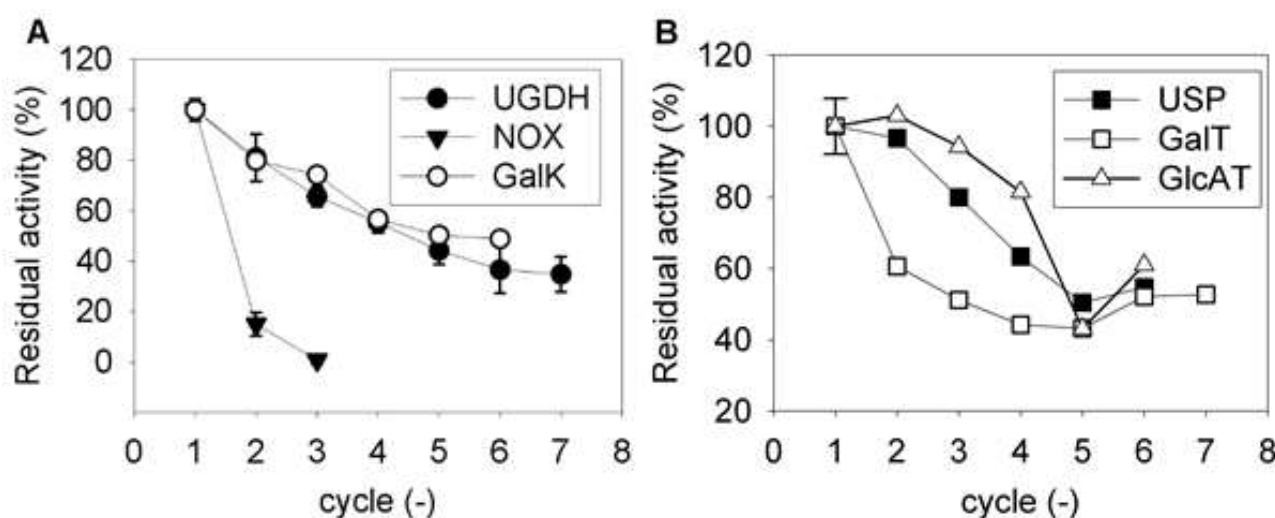 A
Residual activity (%)
120
100
80
60
40
20
0
UGDH
NOX
GalK
0 1 2 3 4 5 6 7 8
cycle (-)
B
Residual activity (%)
120
100
80
60
40
20
USP
GalT
GlcAT
0 1 2 3 4 5 6 7 8
cycle (-)